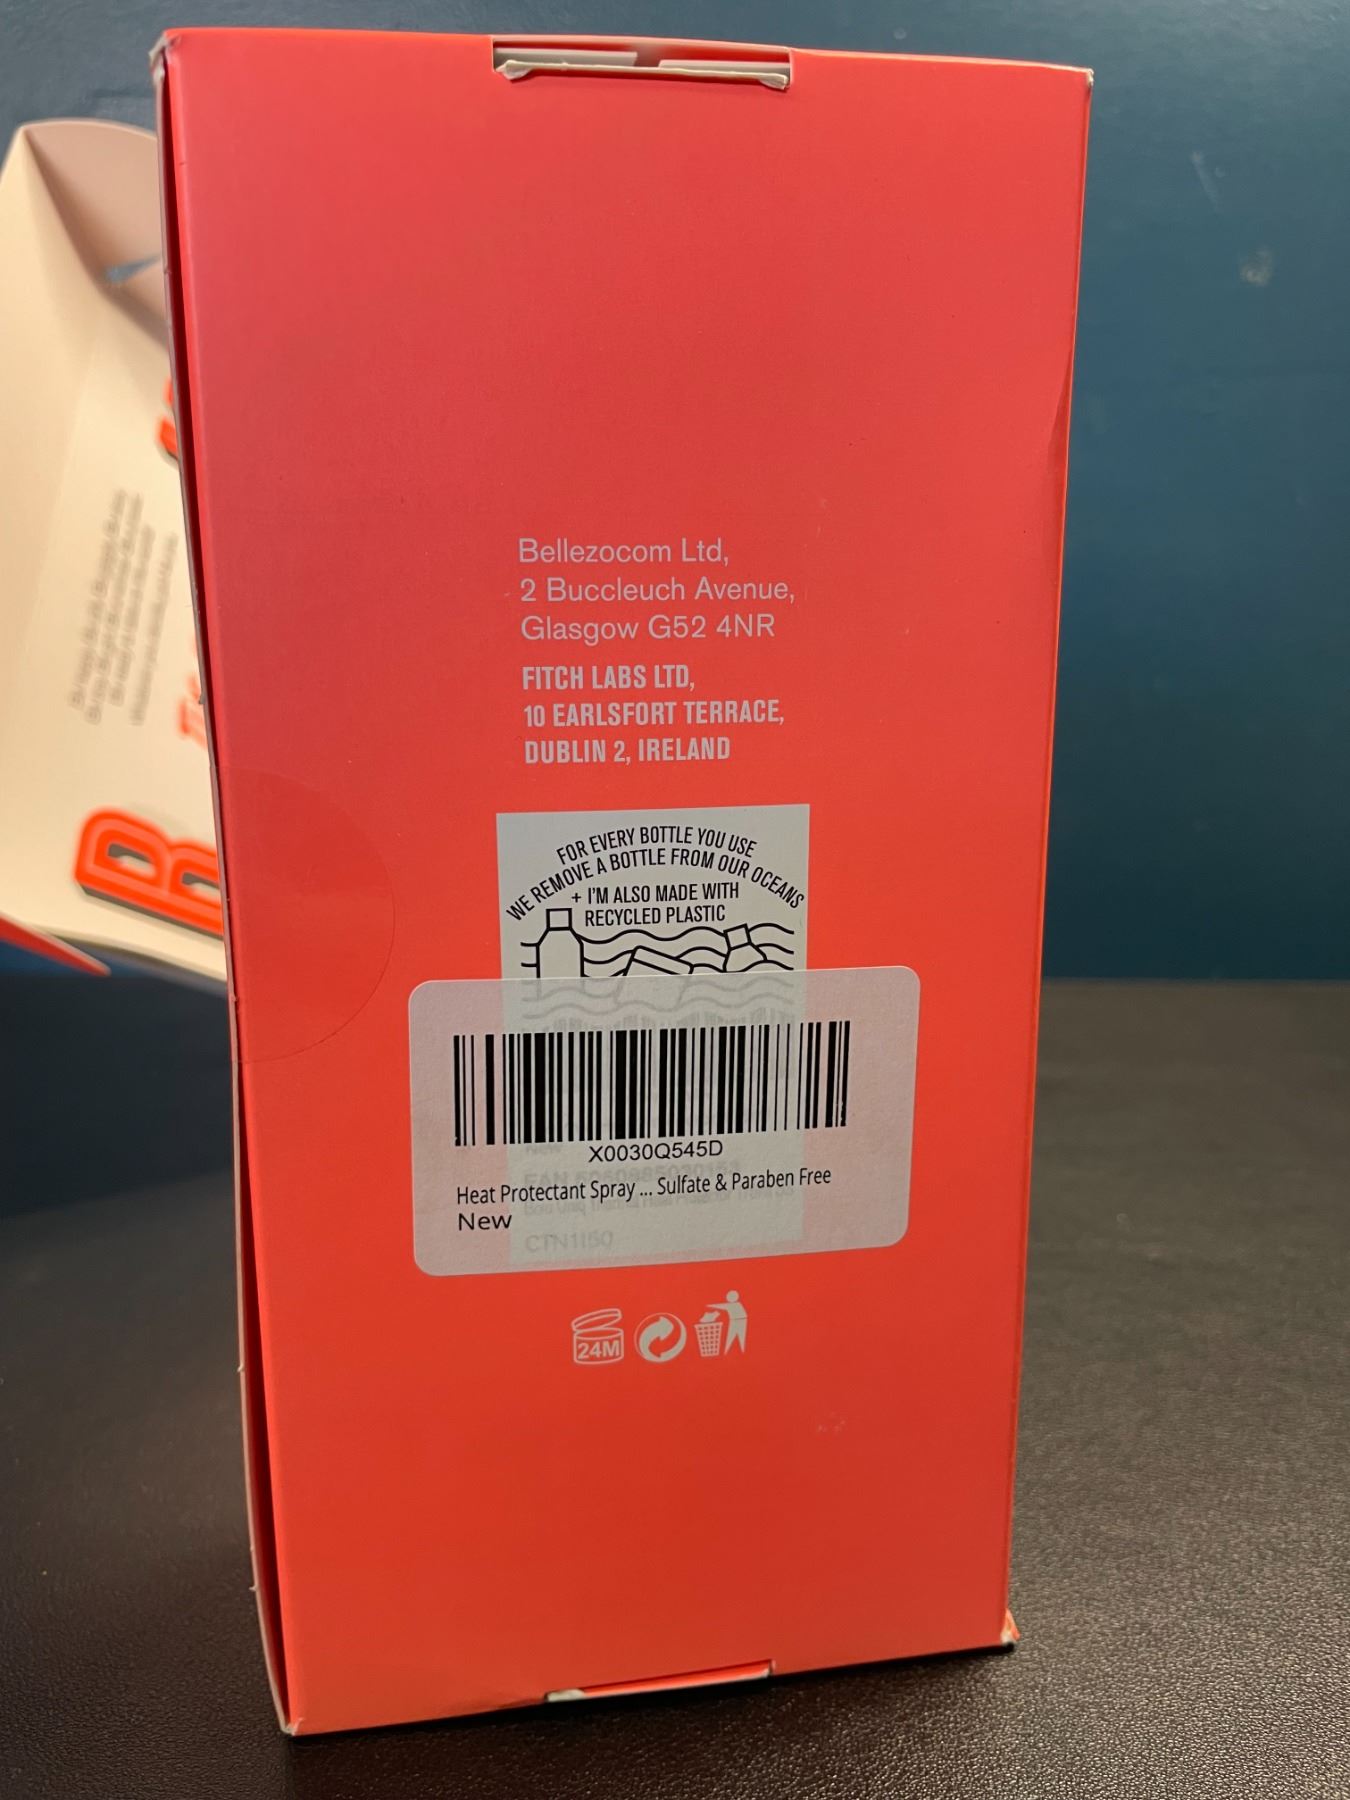 Bellezocom Ltd,
2 Buccleuch Avenue,
Glasgow G52 4NR
FITCH LABS LTD,
10 EARLSFORT TERRACE,
DUBLIN 2, IRELAND
FOR EVERY BOTTLE YOU USE
WE REMOVE A BOTTLE FROM OUR OCEANS
+ I'M ALSO MADE WITH
RECYCLED PLASTIC
X0030Q545D
Heat Protectant Spray ... Sulfate & Paraben Free
New
New
CTN1150
24M